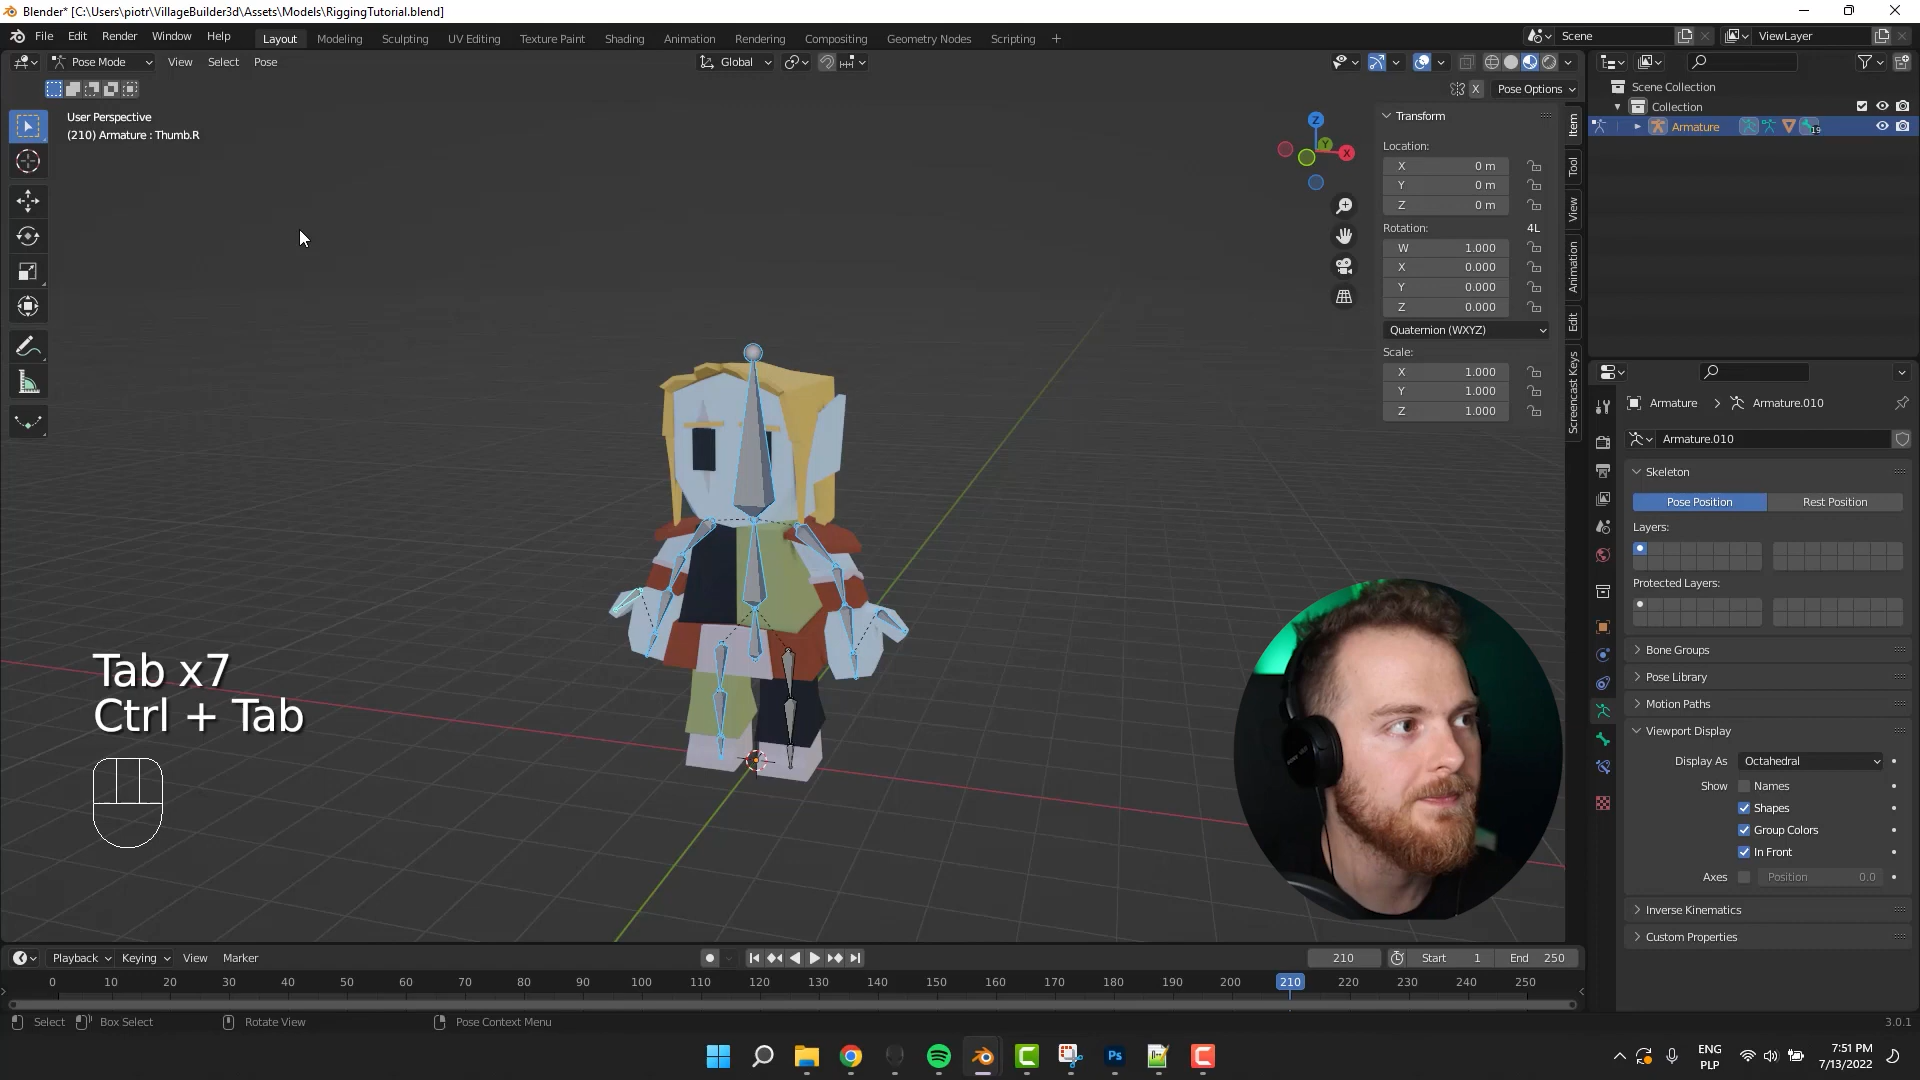 Blender* [C:\Users\piotr\VillageBuilder3d\Assets\Models\RiggingTutorial.blend]
File Edit Render Window Help Layout Modeling Sculpting UV Editing Texture Paint Shading Animation Rendering Compositing Geometry Nodes Scripting + Scene ViewLayer
Pose Mode View Select Pose Global
X Pose Options
Scene Collection
Collection
Armature 19
User Perspective
(210) Armature : Thumb.R
Z
Y
X
Transform
Location:
X 0 m
Y 0 m
Z 0 m
Rotation: 4L
W 1.000
X 0.000
Y 0.000
Z 0.000
Quaternion (WXYZ)
Scale:
X 1.000
Y 1.000
Z 1.000
Item
Tool
View
Animation
Edit
Screencast Keys
Armature > Armature.010
Armature.010
Skeleton
Pose Position Rest Position
Layers:
Protected Layers:
Bone Groups
Pose Library
Motion Paths
Viewport Display
Display As Octahedral
Show Names
Shapes
Group Colors
In Front
Axes Position 0.0
Inverse Kinematics
Custom Properties
Tab x7
Ctrl + Tab
Playback Keying View Marker 210 Start 1 End 250
0 10 20 30 40 50 60 70 80 90 100 110 120 130 140 150 160 170 180 190 200 210 220 230 240 250
Select Box Select Rotate View Pose Context Menu 3.0.1
Ps
ENG
PLP
7:51 PM
7/13/2022